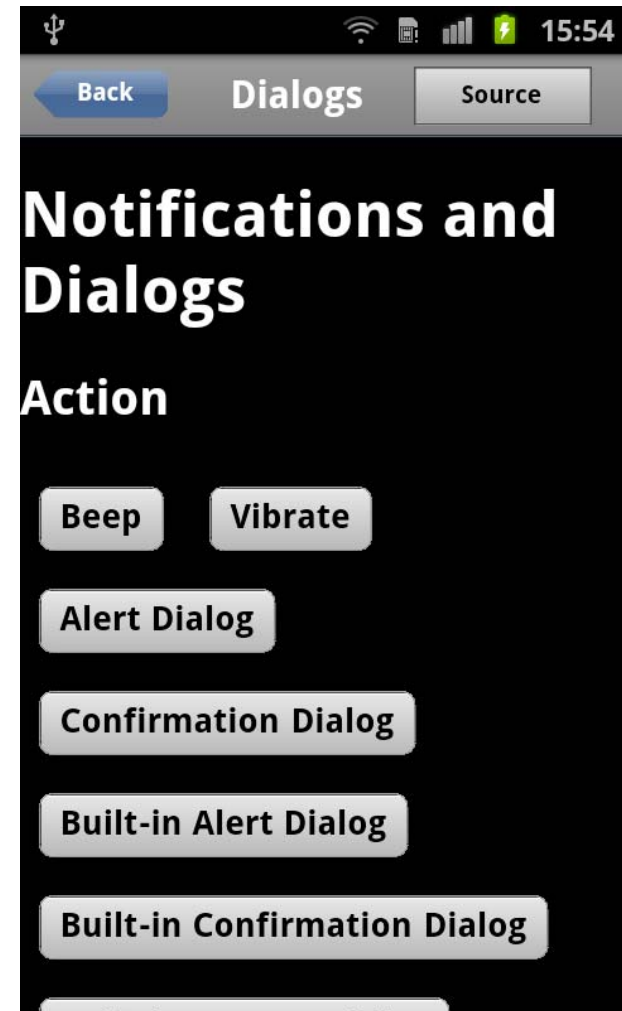 15:54
Back Dialogs Source
Notifications and
Dialogs
Action
Beep Vibrate
Alert Dialog
Confirmation Dialog
Built-in Alert Dialog
Built-in Confirmation Dialog